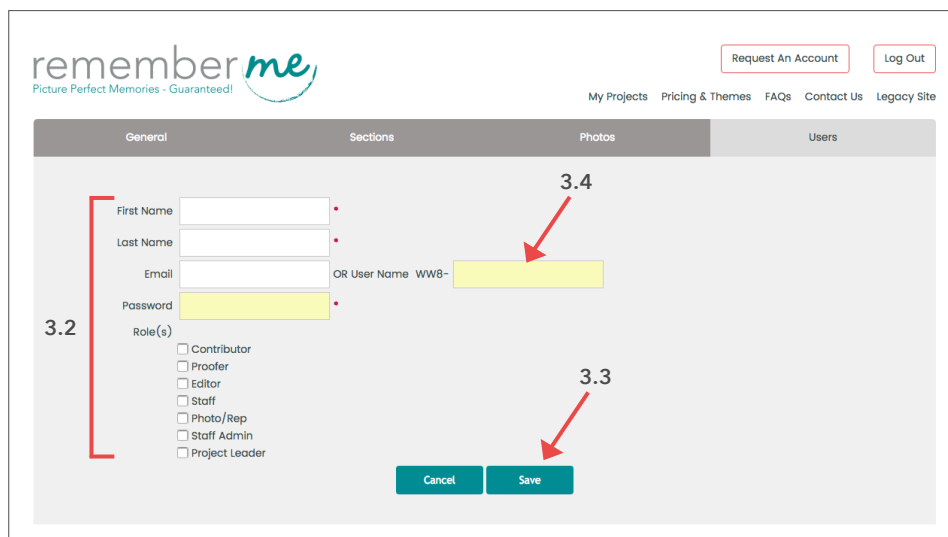 remember me,
Picture Perfect Memories - Guaranteed!
Request An Account
Log Out
My Projects Pricing & Themes FAQs Contact Us Legacy Site
General Sections Photos Users
3.4
First Name *
Last Name *
Email OR User Name WW8-
Password *
3.2
Role(s)
Contributor
Proofer
Editor
Staff
3.3
Photo/Rep
Staff Admin
Project Leader
Cancel Save